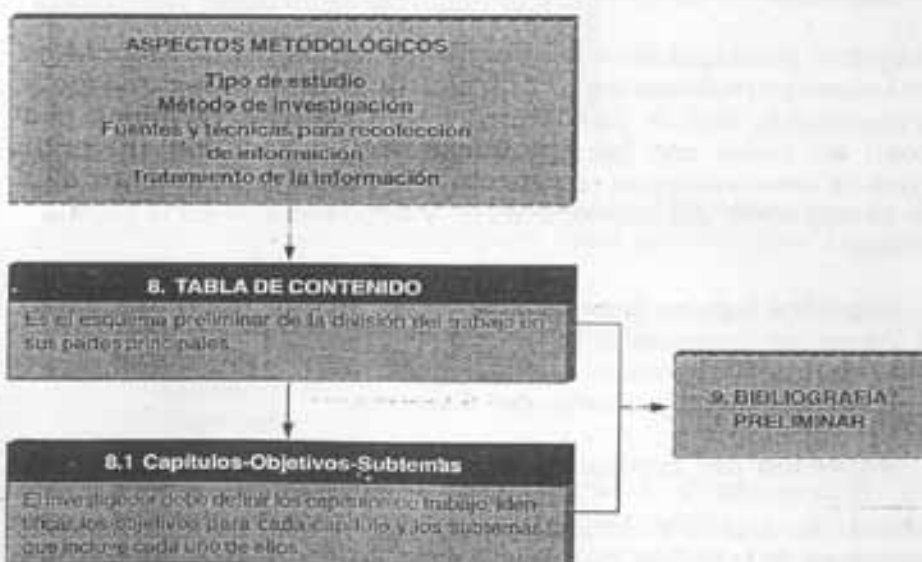 ASPECTOS METODOLÓGICOS
Tipo de estudio
Método de investigación
Fuentes y técnicas para recolección
de información
Tratamiento de la información
8. TABLA DE CONTENIDO
Es el esquema preliminar de la división del trabajo en
sus partes principales.
8.1 Capítulos-Objetivos-Subtemas
El investigador debe definir los capítulos de trabajo, iden-
tificar los objetivos para cada capítulo y los subtemas
que incluye cada uno de ellos.
9. BIBLIOGRAFIA
PRELIMINAR